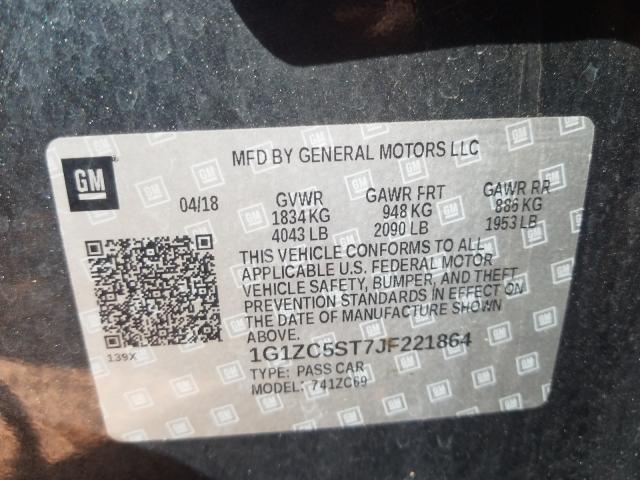 GM
MFD BY GENERAL MOTORS LLC
04/18 GVWR GAWR FRT GAWR RR
1834 KG 948 KG 886 KG
4043 LB 2090 LB 1953 LB
THIS VEHICLE CONFORMS TO ALL
APPLICABLE U.S. FEDERAL MOTOR
VEHICLE SAFETY, BUMPER, AND THEFT
PREVENTION STANDARDS IN EFFECT ON
THE DATE OF MANUFACTURE SHOWN
ABOVE.
139X
1G1ZC5ST7JF221864
TYPE: PASS CAR
MODEL: 741ZC69